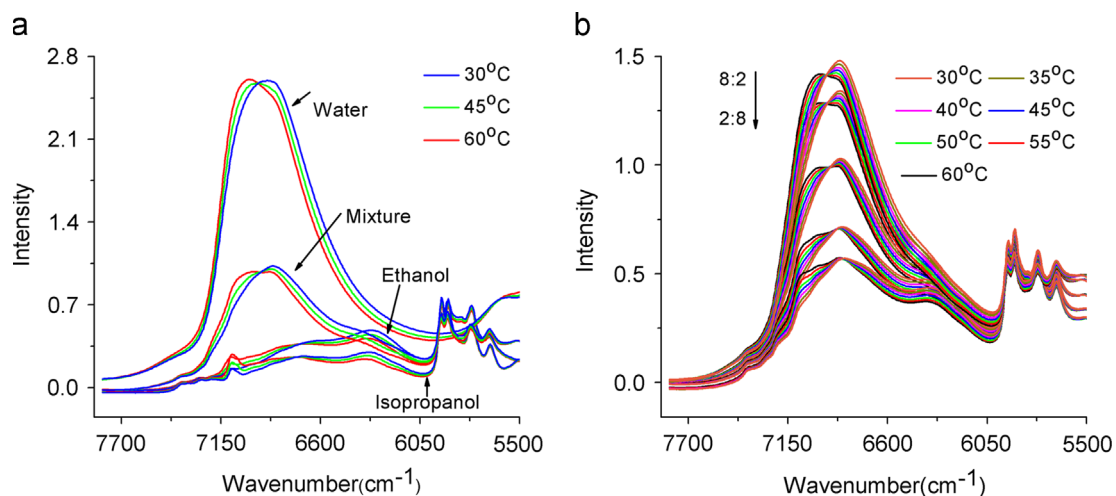 a
2.8
2.1
1.4
0.7
0.0
Intensity
7700 7150 6600 6050 5500
Wavenumber(cm⁻¹)
30°C
45°C
60°C
Water
Mixture
Ethanol
Isopropanol
b
1.5
1.0
0.5
0.0
Intensity
7700 7150 6600 6050 5500
Wavenumber(cm⁻¹)
8:2
2:8
30°C 35°C
40°C 45°C
50°C 55°C
60°C